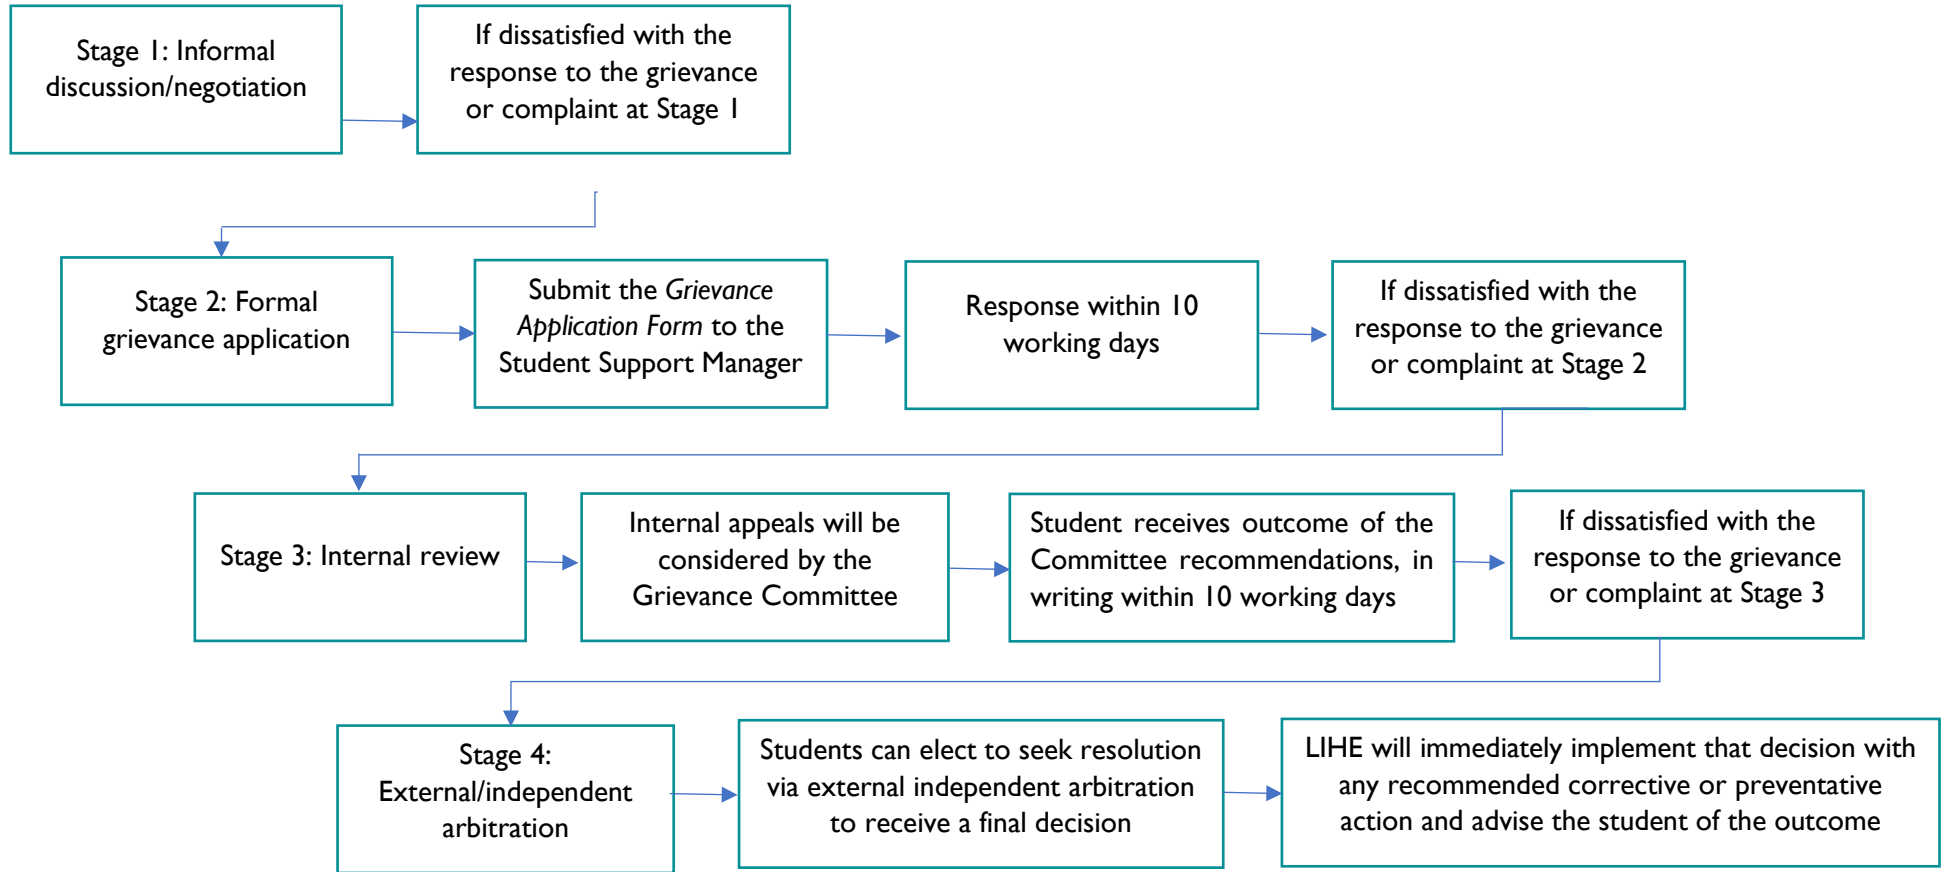 Stage 1: Informal
discussion/negotiation
If dissatisfied with the
response to the grievance
or complaint at Stage 1
Stage 2: Formal
grievance application
Submit the Grievance
Application Form to the
Student Support Manager
Response within 10
working days
If dissatisfied with the
response to the grievance
or complaint at Stage 2
Stage 3: Internal review
Internal appeals will be
considered by the
Grievance Committee
Student receives outcome of the
Committee recommendations, in
writing within 10 working days
If dissatisfied with the
response to the grievance
or complaint at Stage 3
Stage 4:
External/independent
arbitration
Students can elect to seek resolution
via external independent arbitration
to receive a final decision
LIHE will immediately implement that decision with
any recommended corrective or preventative
action and advise the student of the outcome